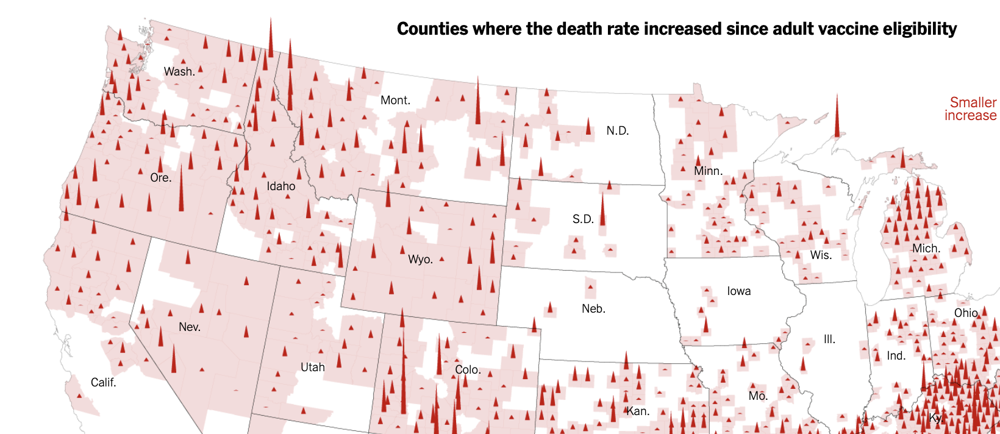 Counties where the death rate increased since adult vaccine eligibility
Wash.
Mont.
Smaller
increase
N.D.
Minn.
Ore.
Idaho
S.D.
Wis.
Mich.
Wyo.
Iowa
Neb.
Ohio
Nev.
Ill.
Ind.
Utah
Colo.
Calif.
Mo.
Kan.
Ky.